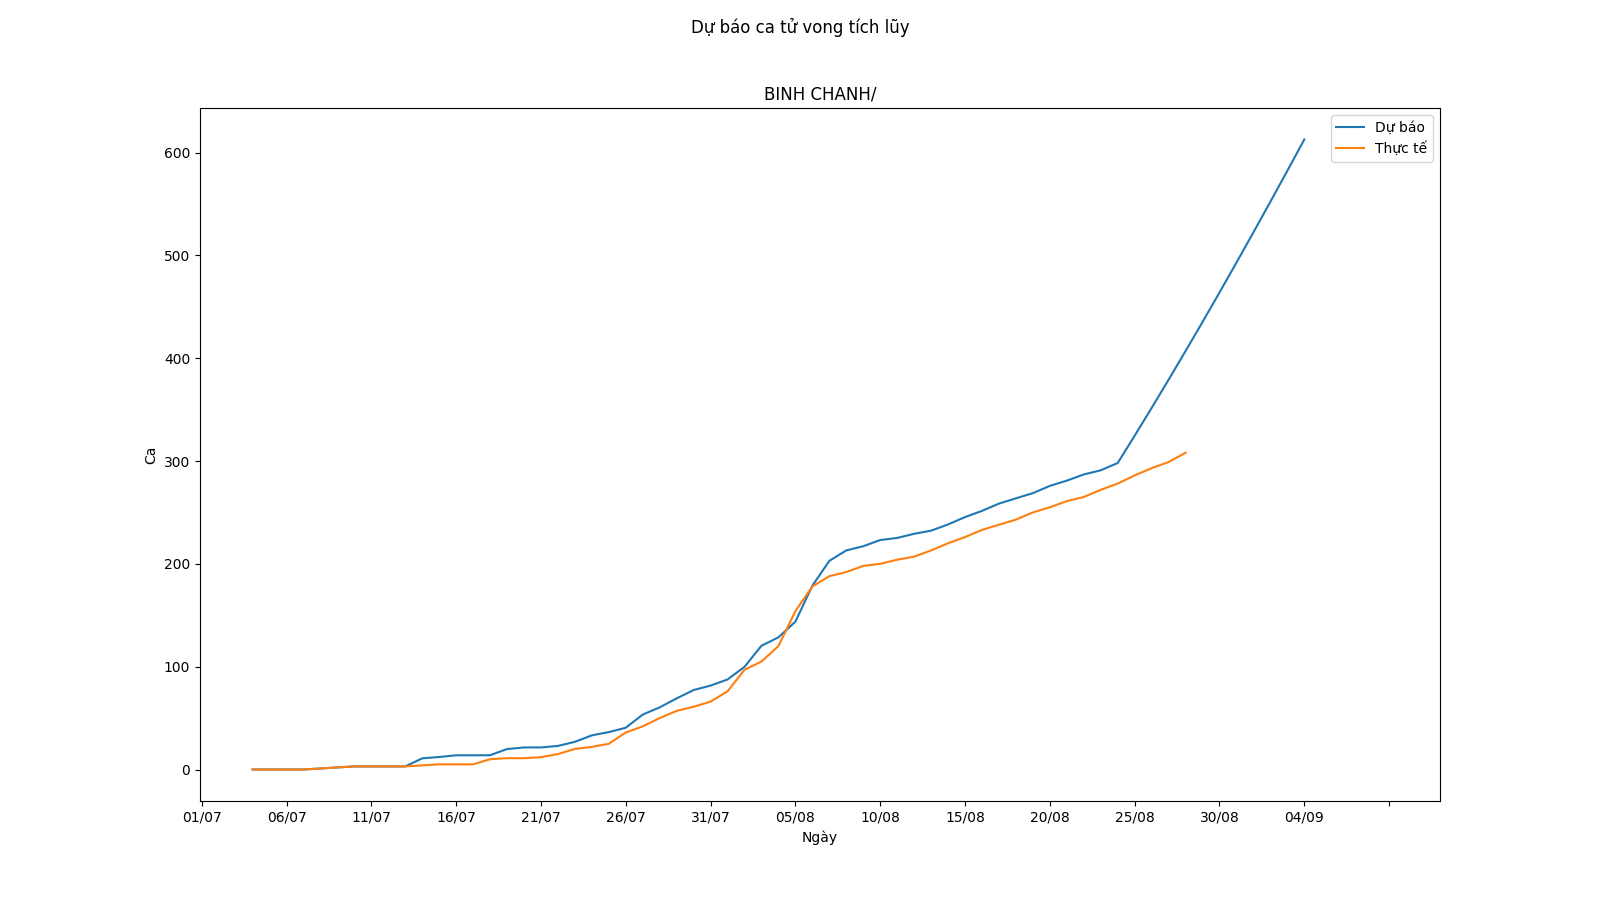 Dự báo ca tử vong tích lũy
BINH CHANH/
Dự báo
Thực tế
600
500
400
300
200
100
0
Ca
01/07 06/07 11/07 16/07 21/07 26/07 31/07 05/08 10/08 15/08 20/08 25/08 30/08 04/09
Ngày